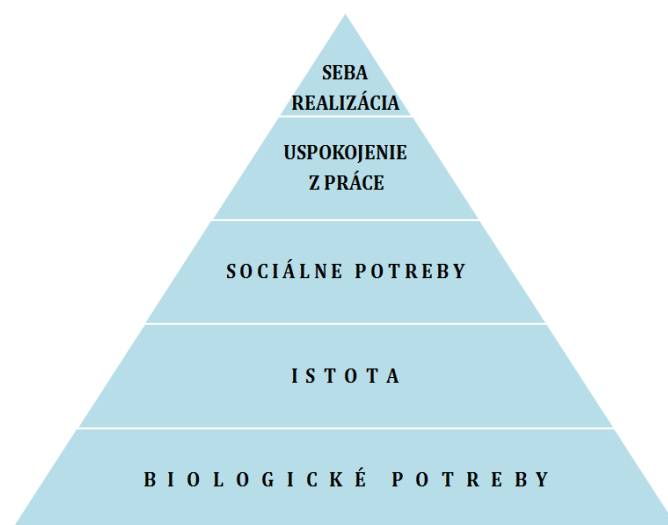 SEBA
REALIZÁCIA
USPOKOJENIE
Z PRÁCE
SOCIÁLNE POTREBY
ISTOTA
BIOLOGICKÉ POTREBY